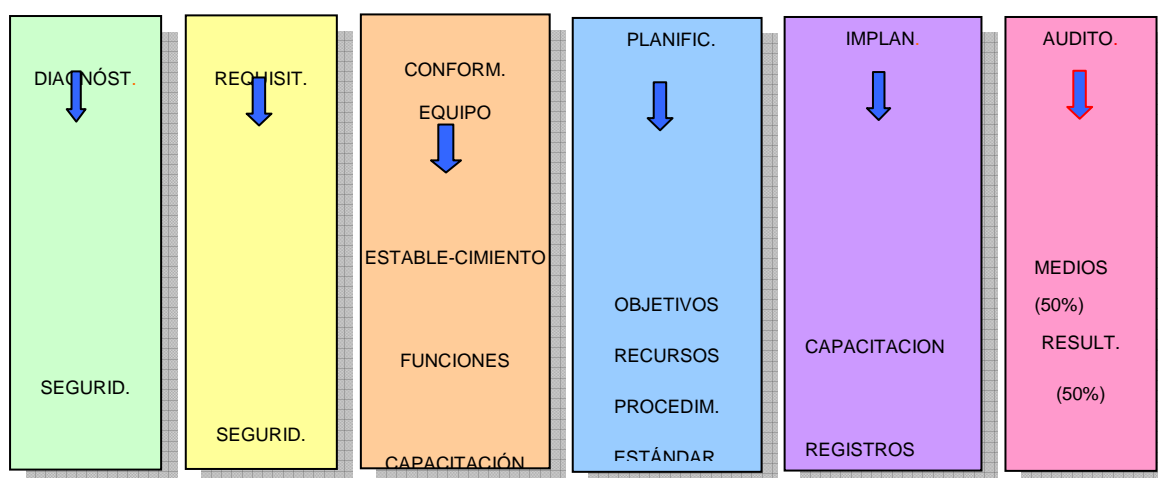 DIAGNÓST.
SEGURID.
REQUISIT.
SEGURID.
CONFORM.
EQUIPO
ESTABLE-CIMIENTO
FUNCIONES
CAPACITACIÓN
PLANIFIC.
OBJETIVOS
RECURSOS
PROCEDIM.
ESTÁNDAR
IMPLAN.
CAPACITACION
REGISTROS
AUDITO.
MEDIOS
(50%)
RESULT.
(50%)